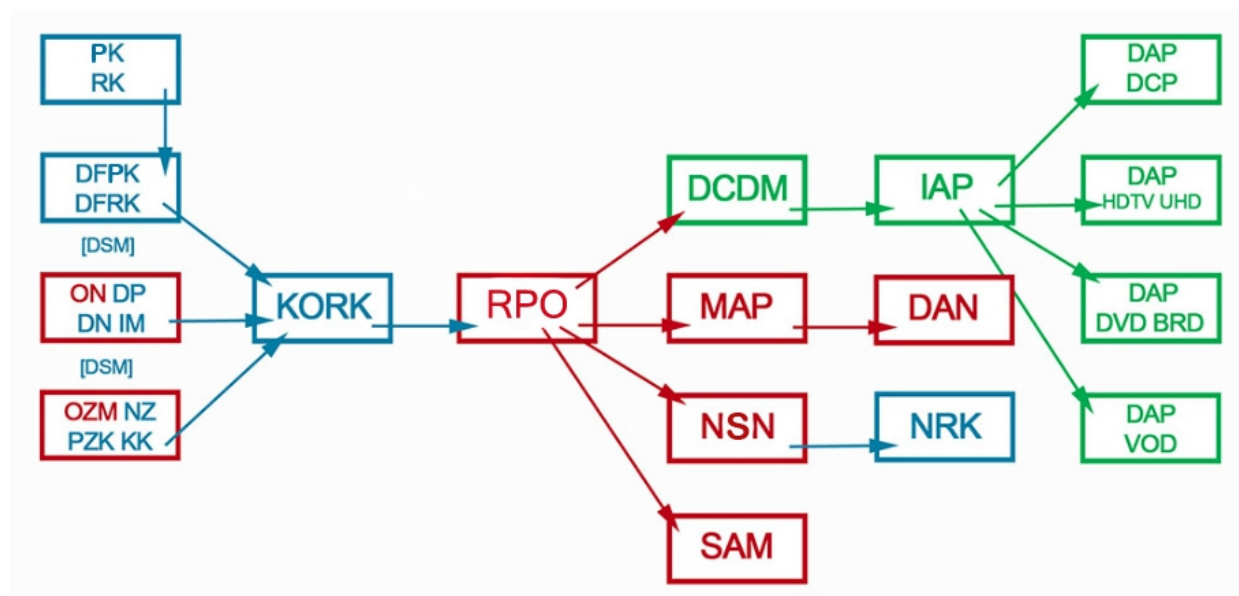 PK
RK
DFPK
DFRK
[DSM]
ON DP
DN IM
[DSM]
OZM NZ
PZK KK
KORK
RPO
DCDM
MAP
NSN
SAM
IAP
DAN
NRK
DAP
DCP
DAP
HDTV UHD
DAP
DVD BRD
DAP
VOD